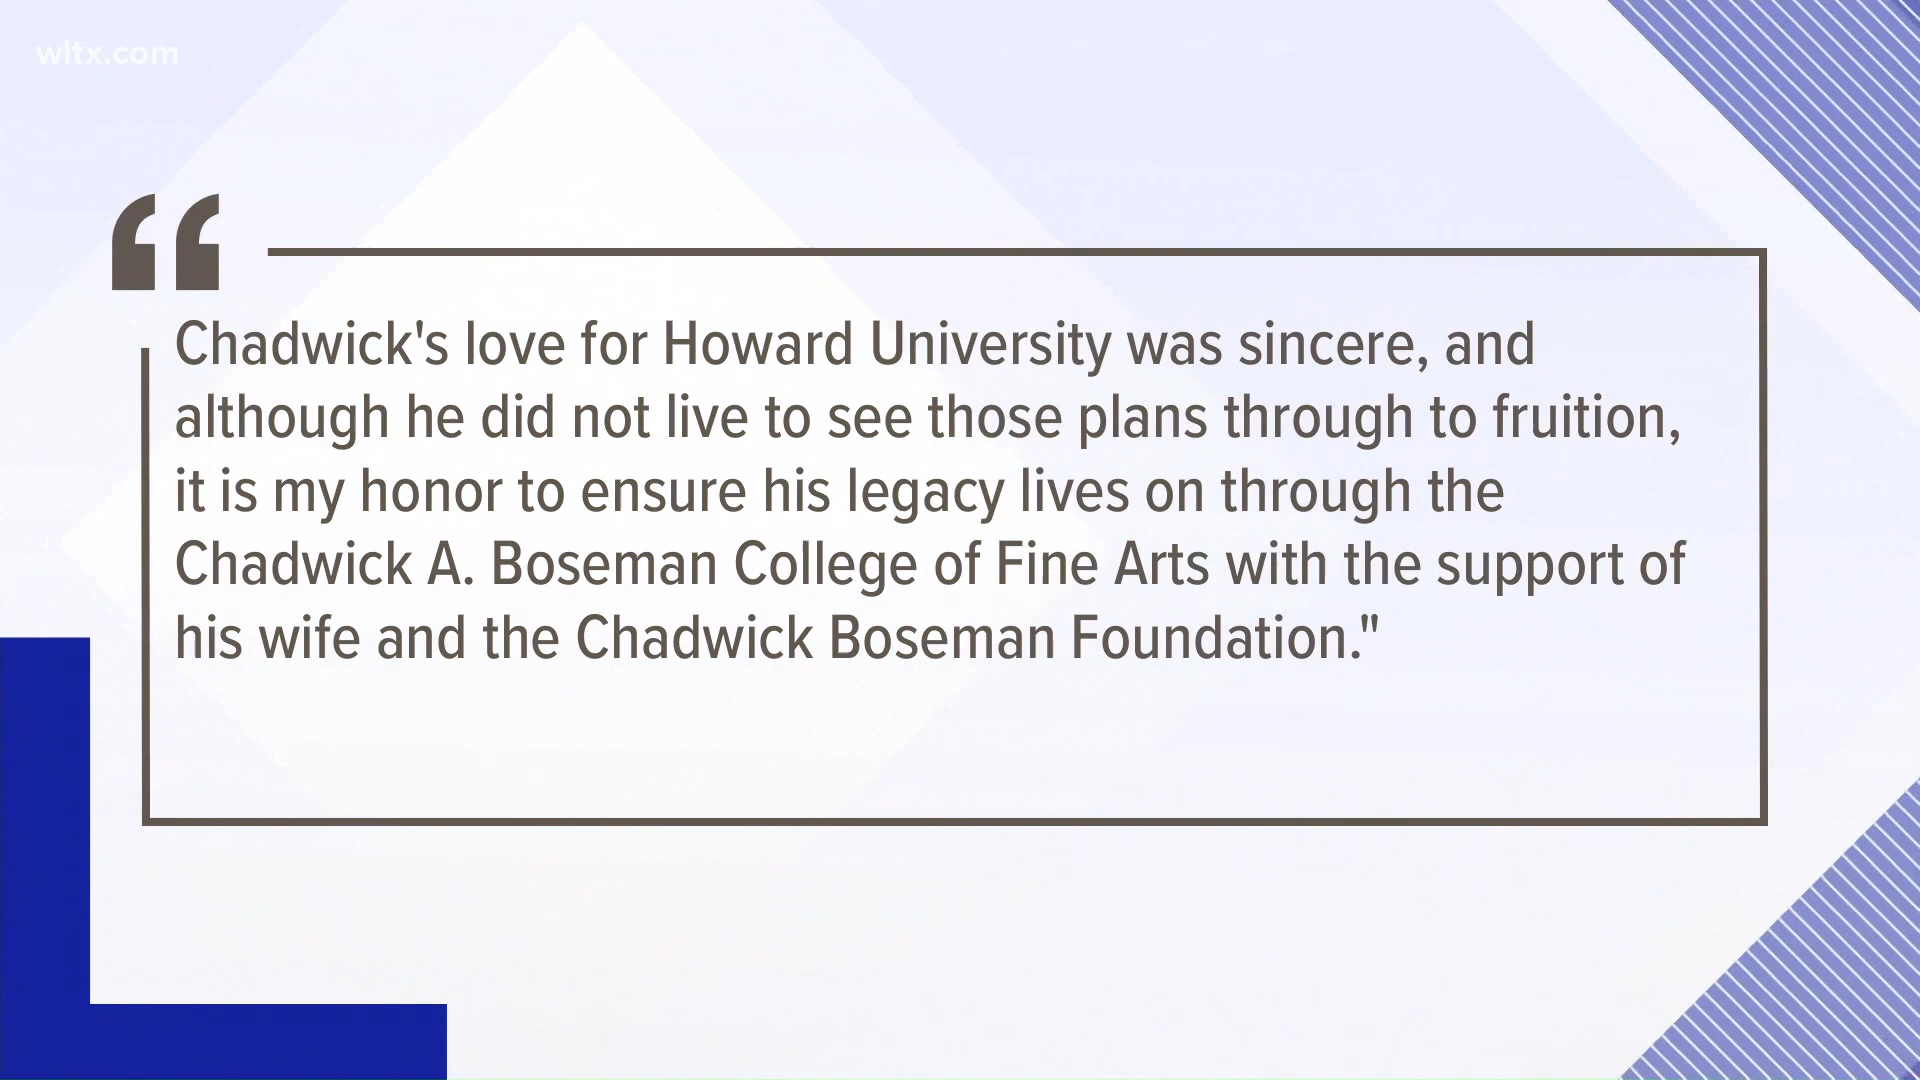 wltx.com
“
Chadwick's love for Howard University was sincere, and
although he did not live to see those plans through to fruition,
it is my honor to ensure his legacy lives on through the
Chadwick A. Boseman College of Fine Arts with the support of
his wife and the Chadwick Boseman Foundation."